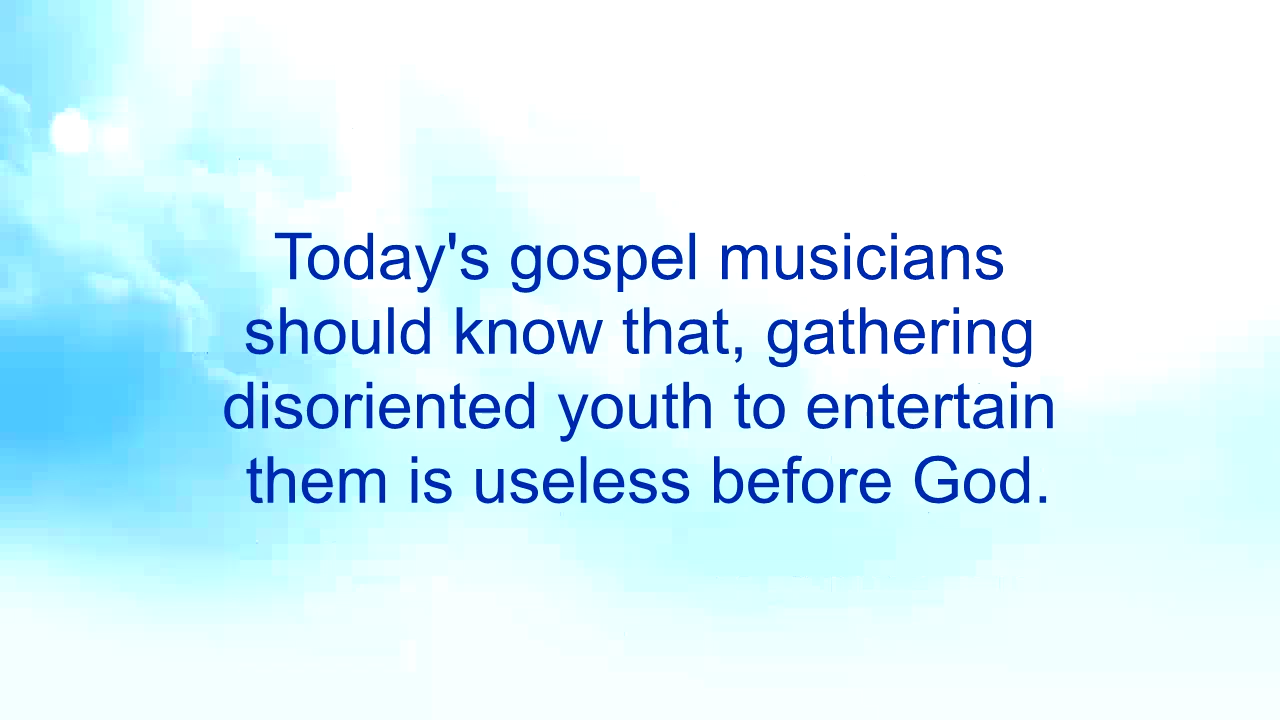 Today's gospel musicians
should know that, gathering
disoriented youth to entertain
them is useless before God.